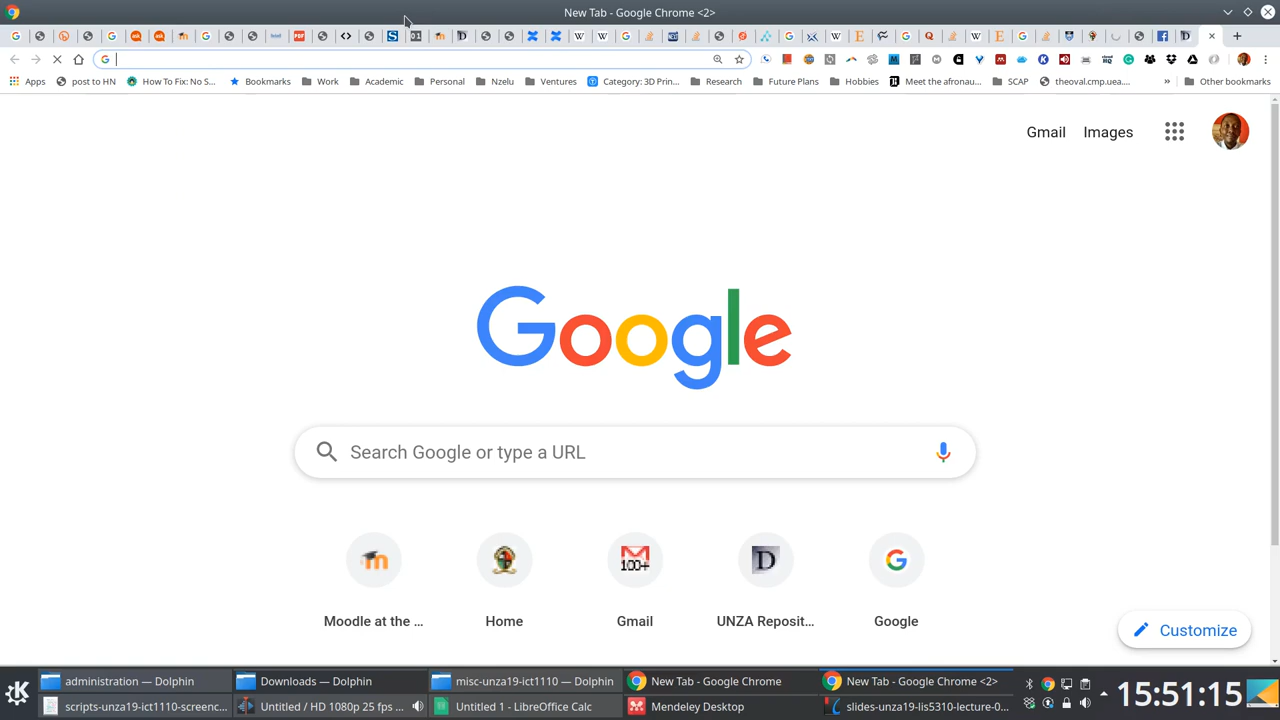 New Tab - Google Chrome <2>
Apps post to HN How To Fix: No S... Bookmarks Work Academic Personal Nzelu Ventures Category: 3D Prin... Research Future Plans Hobbies Meet the afronau... SCAP theoval.cmp.uea.... » Other bookmarks
Gmail Images
Google
Search Google or type a URL
100+
D
Moodle at the ... Home Gmail UNZA Reposit... Google
Customize
administration — Dolphin Downloads — Dolphin misc-unza19-ict1110 — Dolphin New Tab - Google Chrome New Tab - Google Chrome <2>
scripts-unza19-ict1110-screenc... Untitled / HD 1080p 25 fps ... Untitled 1 - LibreOffice Calc Mendeley Desktop slides-unza19-lis5310-lecture-0...
15:51:15